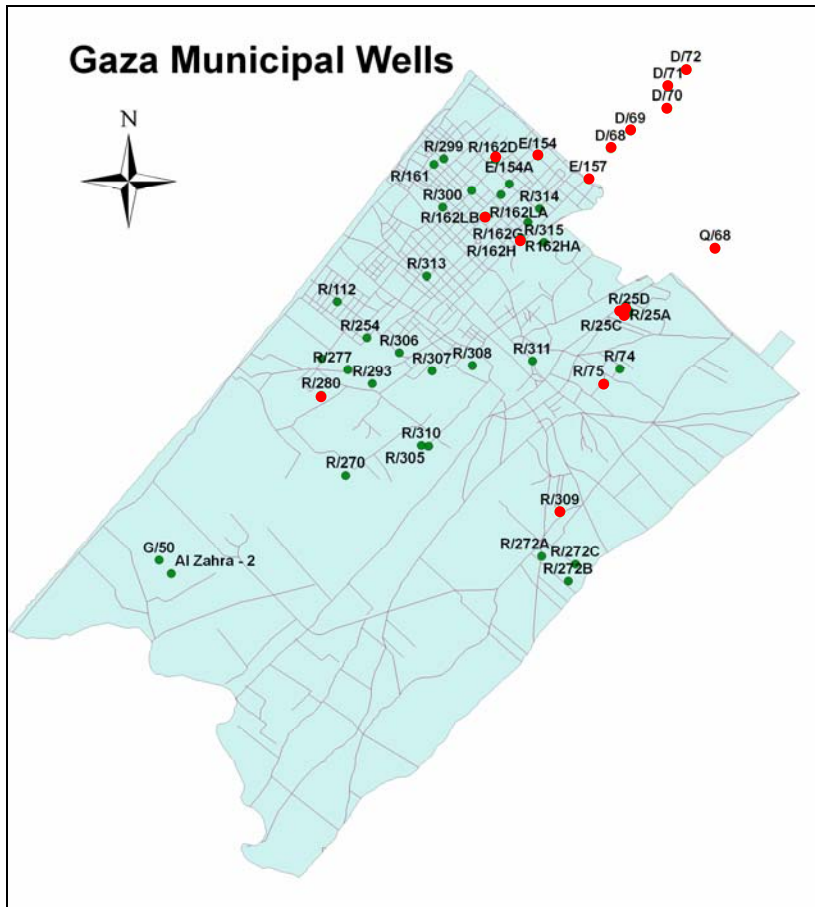 Gaza Municipal Wells
N
D/72
D/71
D/70
D/69
D/68
E/154
R/162D
R/299
E/154A
R/161
E/157
R/300
R/314
R/162LA
R/162LB
R/162G
R/315
R/162H
R162HA
Q/68
R/313
R/112
R/25D
R/25A
R/25C
R/254
R/306
R/311
R/277
R/307
R/308
R/74
R/293
R/75
R/280
R/310
R/305
R/270
R/309
R/272A
G/50
R/272C
Al Zahra - 2
R/272B